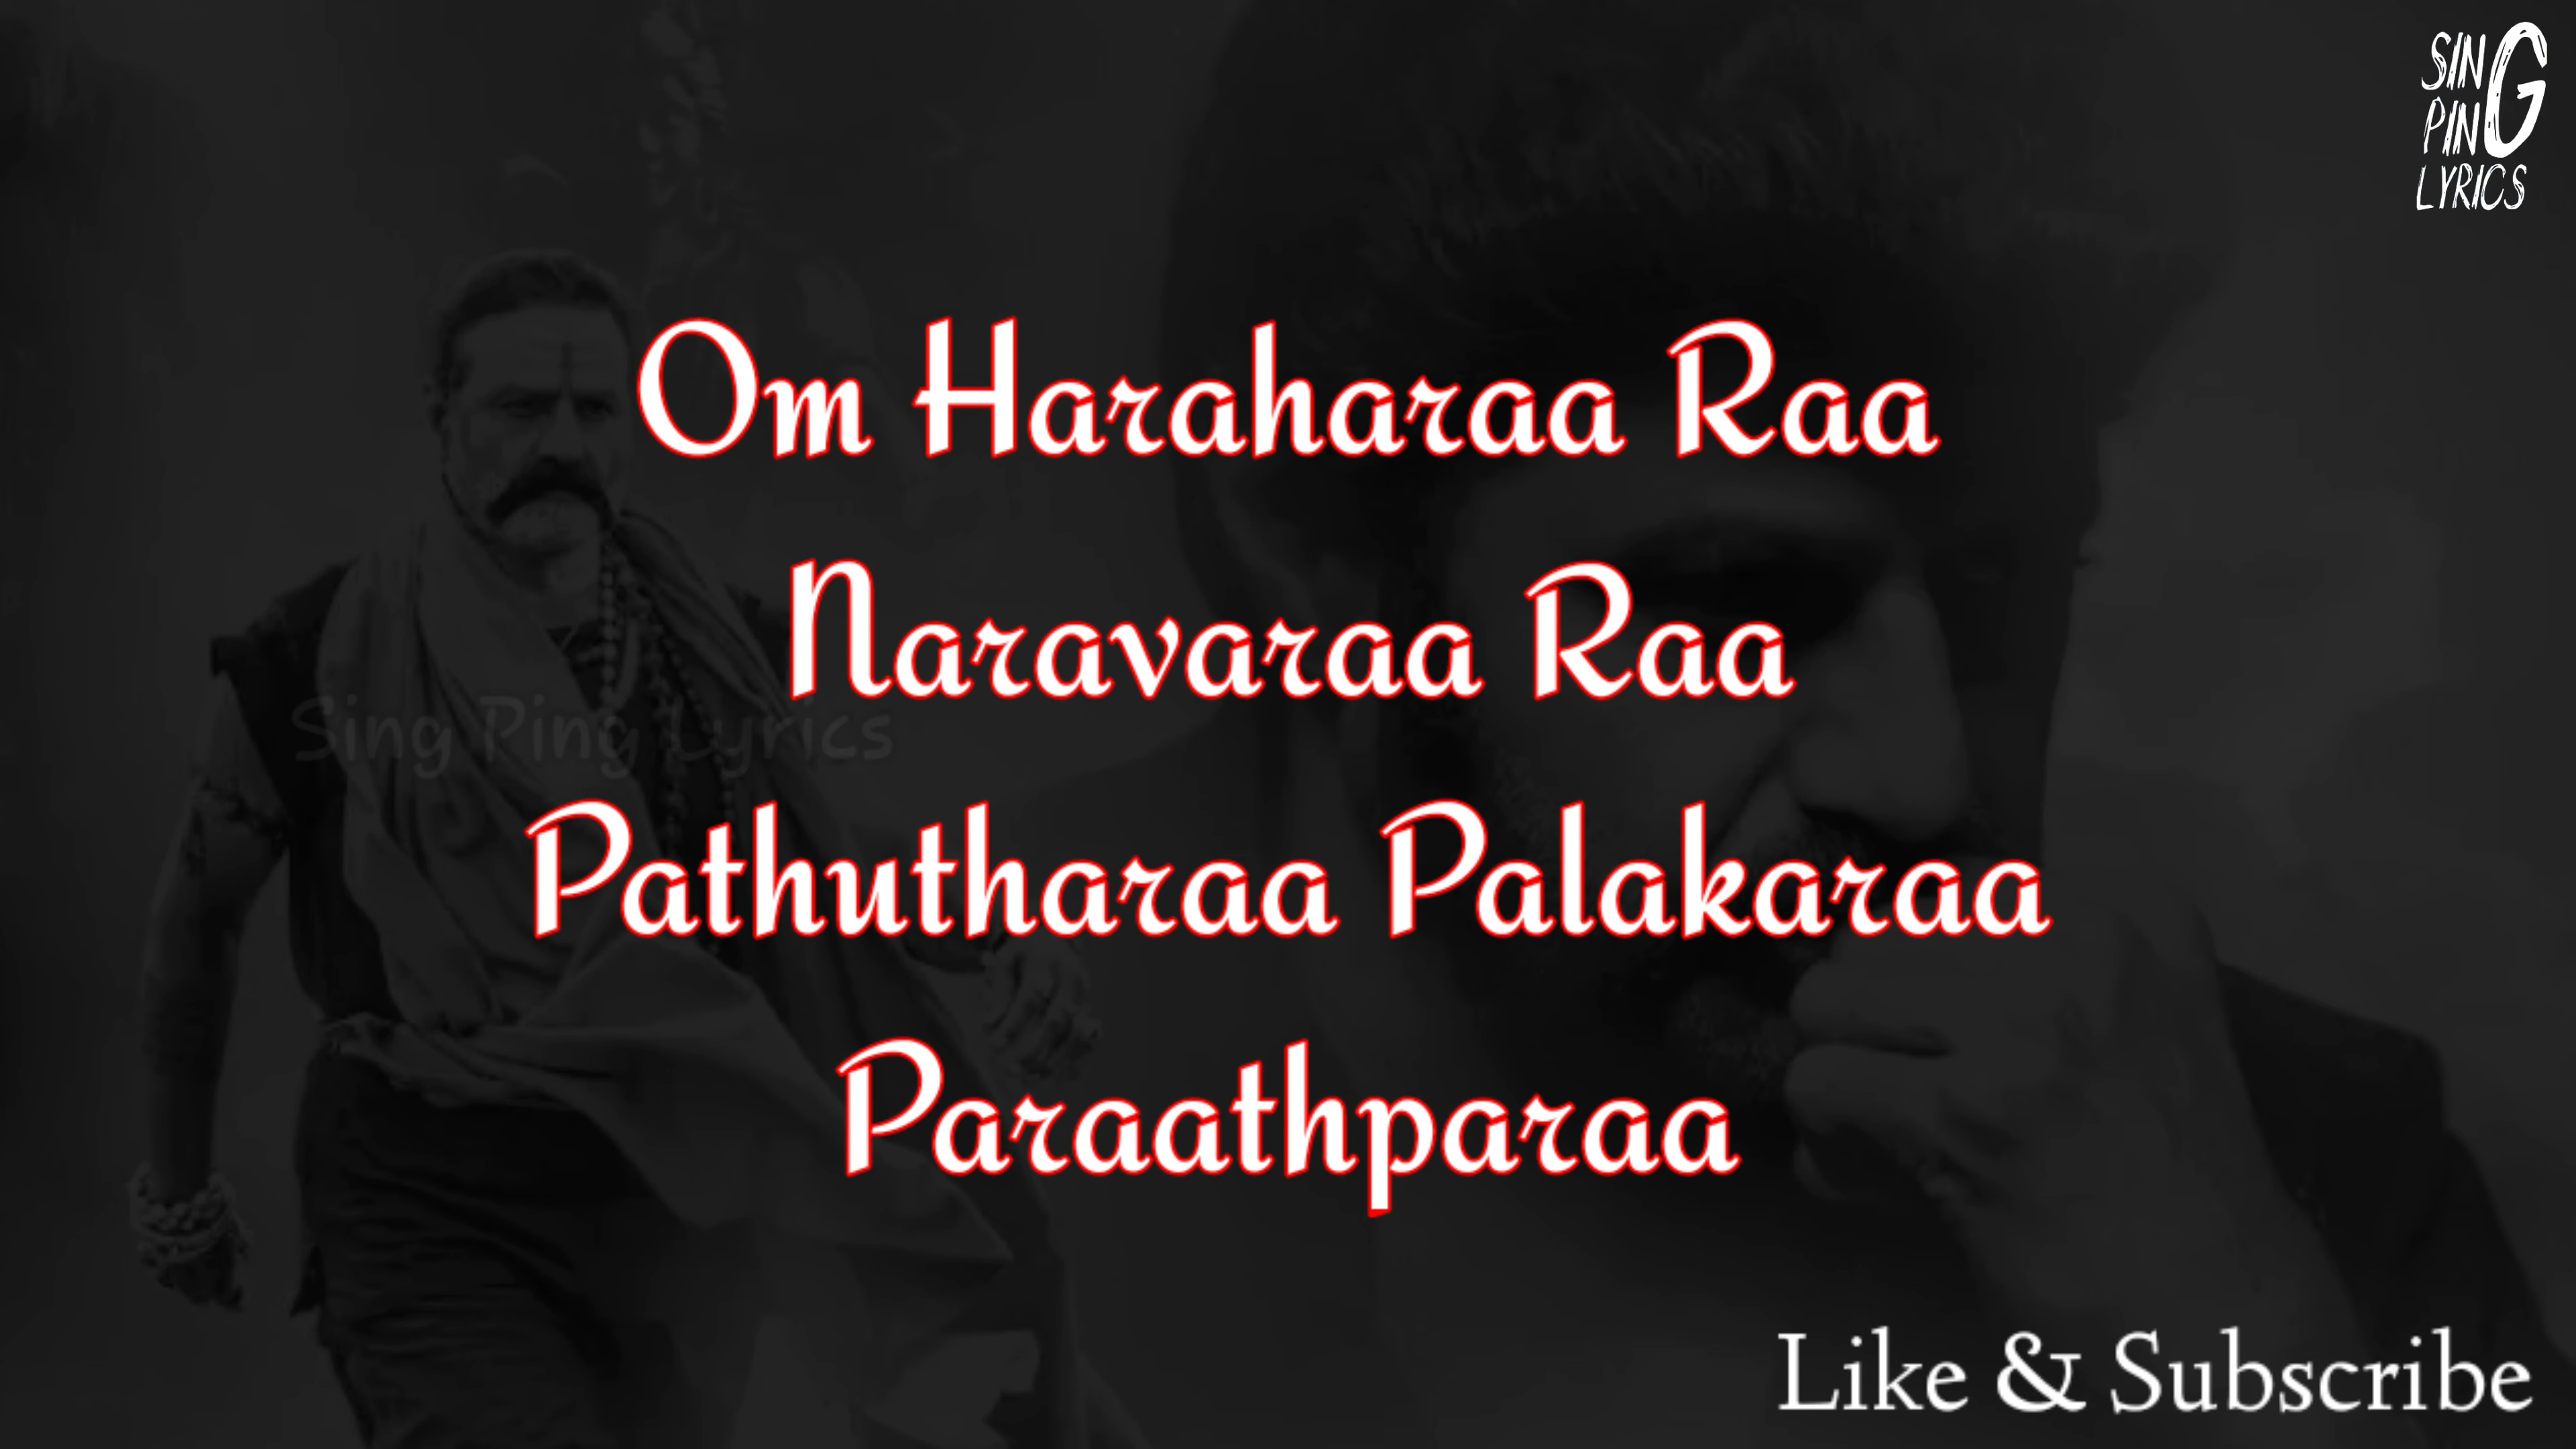 SING
PING
LYRICS
Om Haraharaa Raa
Naravaraa Raa
Sing Ping Lyrics
Pathutharaa Palakaraa
Paraathparaa
Like & Subscribe